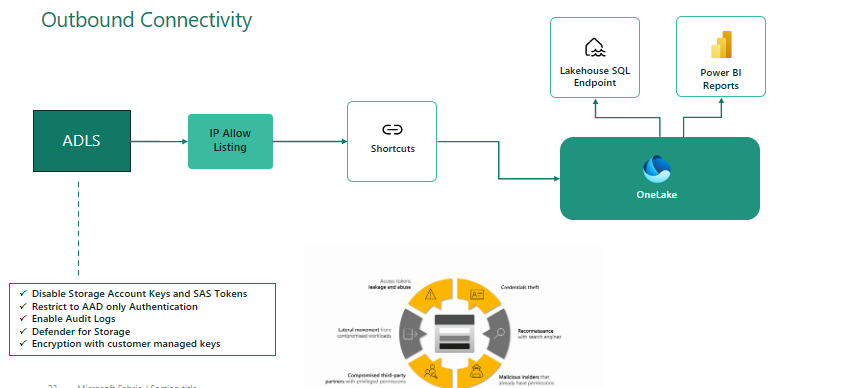 Outbound Connectivity
Lakehouse SQL
Endpoint
Power BI
Reports
ADLS
IP Allow
Listing
Shortcuts
OneLake
✓ Disable Storage Account Keys and SAS Tokens
✓ Restrict to AAD only Authentication
✓ Enable Audit Logs
✓ Defender for Storage
✓ Encryption with customer managed keys
Access tokens
leakage and abuse
Credentials theft
Lateral movement from
compromised workloads
Reconnaissance
with search engines
Compromised third-party
partners with privileged permissions
Malicious insiders that
already have permissions
Microsoft Fabric / Section title